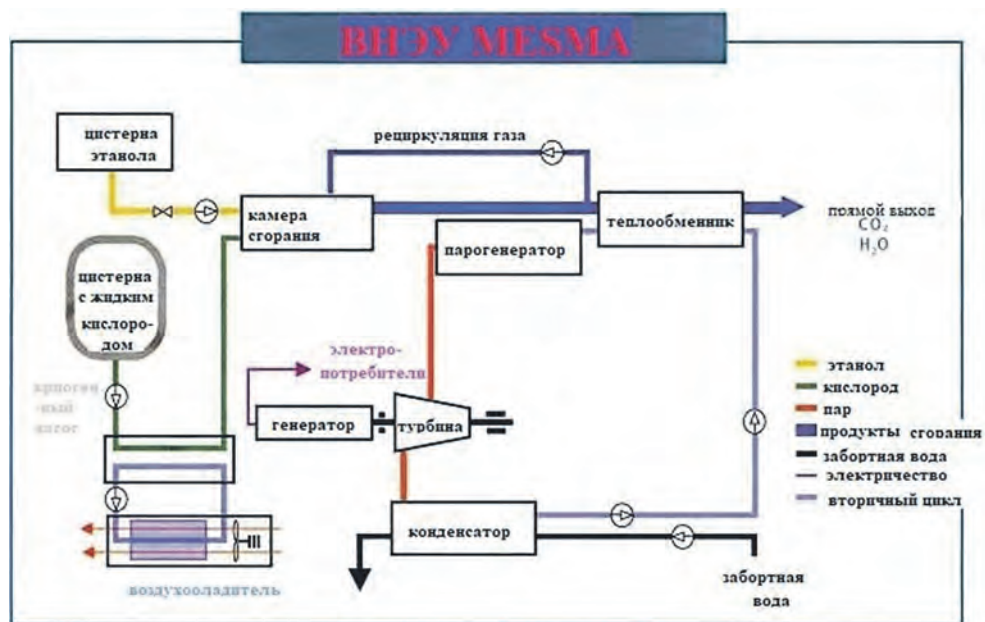 ВНЭУ MESMA
цистерна
этанола
рециркуляция газа
камера
сгорания
теплообменник
прямой выход
CO₂
H₂O
парогенератор
цистерна
с жидким
кислоро-
дом
электро-
потребители
генератор
турбина
конденсатор
воздухооладитель
забортная
вода
этанол
кислород
пар
продукты сгорания
забортная вода
электричество
вторичный цикл